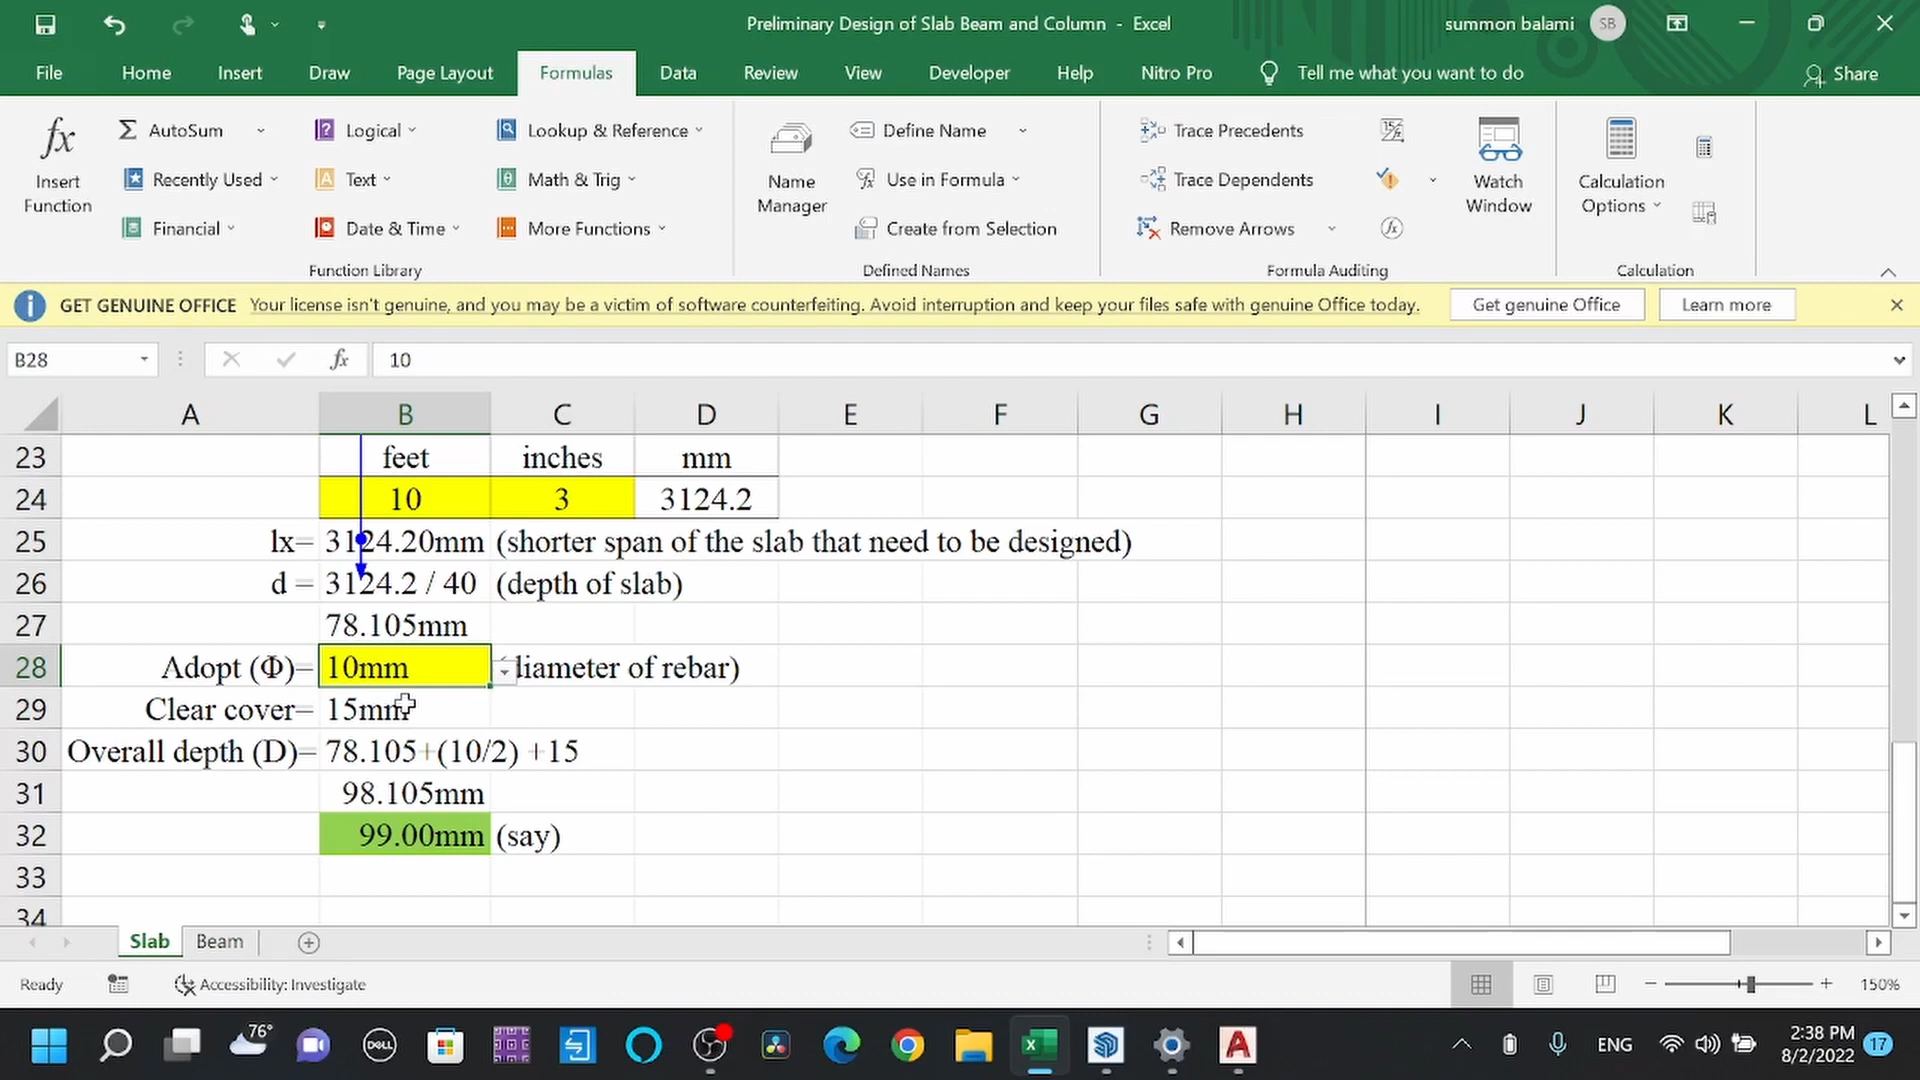 Preliminary Design of Slab Beam and Column - Excel
summon balami SB
File Home Insert Draw Page Layout Formulas Data Review View Developer Help Nitro Pro Tell me what you want to do Share
fx Insert Function
Σ AutoSum
Recently Used
Financial
Logical
Text
Date & Time
Lookup & Reference
Math & Trig
More Functions
Function Library
Name Manager
Define Name
Use in Formula
Create from Selection
Defined Names
Trace Precedents
Trace Dependents
Remove Arrows
Formula Auditing
Watch Window
Calculation Options
Calculation
GET GENUINE OFFICE Your license isn't genuine, and you may be a victim of software counterfeiting. Avoid interruption and keep your files safe with genuine Office today. Get genuine Office Learn more
B28 fx 10
A B C D E F G H I J K L
23 feet inches mm
24 10 3 3124.2
25 lx= 3124.20mm (shorter span of the slab that need to be designed)
26 d = 3124.2 / 40 (depth of slab)
27 78.105mm
28 Adopt (Φ)= 10mm diameter of rebar)
29 Clear cover= 15mm
30 Overall depth (D)= 78.105+(10/2) +15
31 98.105mm
32 99.00mm (say)
33
34
Slab Beam
Ready Accessibility: Investigate 150%
76° DELL ENG 2:38 PM
8/2/2022 17